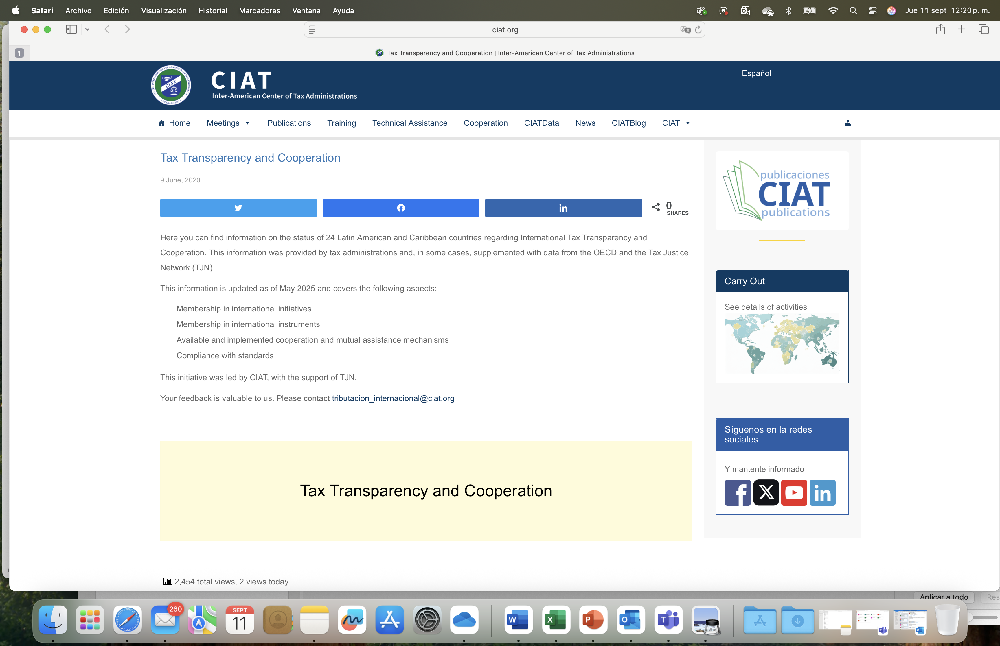 Safari Archivo Edición Visualización Historial Marcadores Ventana Ayuda Jue 11 sept 12:20 p. m.
ciat.org
1
Tax Transparency and Cooperation | Inter-American Center of Tax Administrations
CIAT
Inter-American Center of Tax Administrations
Español
Home Meetings Publications Training Technical Assistance Cooperation CIATData News CIATBlog CIAT
Tax Transparency and Cooperation
9 June, 2020
0
SHARES
Here you can find information on the status of 24 Latin American and Caribbean countries regarding International Tax Transparency and
Cooperation. This information was provided by tax administrations and, in some cases, supplemented with data from the OECD and the Tax Justice
Network (TJN).
This information is updated as of May 2025 and covers the following aspects:
Membership in international initiatives
Membership in international instruments
Available and implemented cooperation and mutual assistance mechanisms
Compliance with standards
This initiative was led by CIAT, with the support of TJN.
Your feedback is valuable to us. Please contact tributacion_internacional@ciat.org
Tax Transparency and Cooperation
2,454 total views, 2 views today
publicaciones
CIAT
publications
Carry Out
See details of activities
Síguenos en la redes
sociales
Y mantente informado
Aplicar a todo
260
SEPT
11